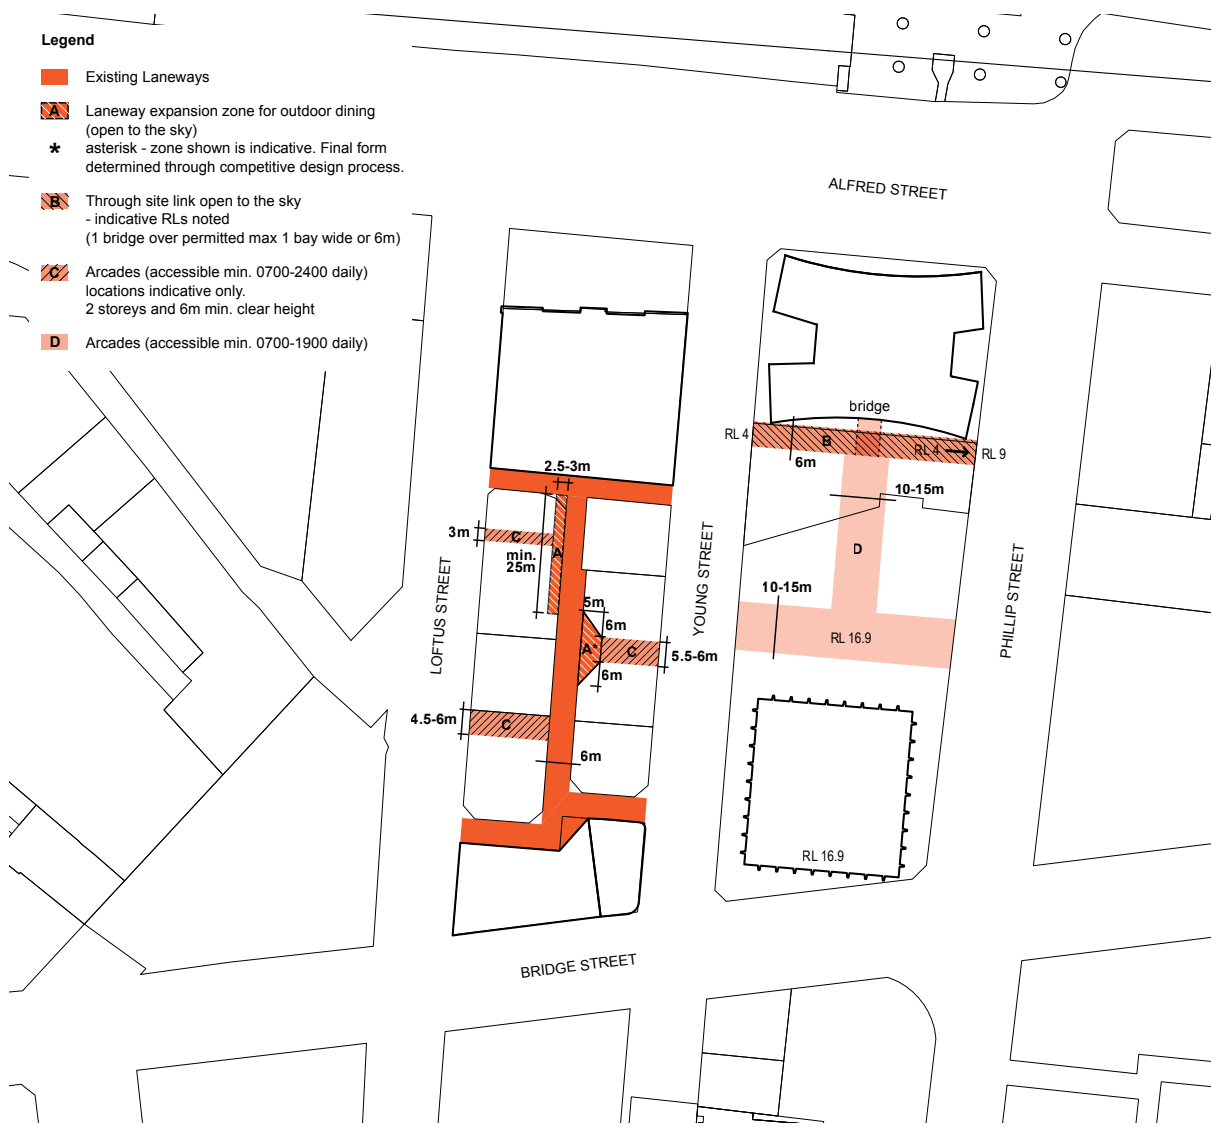 Legend
Existing Laneways
A
Laneway expansion zone for outdoor dining
(open to the sky)
*
asterisk - zone shown is indicative. Final form
determined through competitive design process.
B
Through site link open to the sky
- indicative RLs noted
(1 bridge over permitted max 1 bay wide or 6m)
C
Arcades (accessible min. 0700-2400 daily)
locations indicative only.
2 storeys and 6m min. clear height
D
Arcades (accessible min. 0700-1900 daily)
ALFRED STREET
bridge
RL 4
B
RL 4
RL 9
6m
2.5-3m
10-15m
3m
C
A
min.
25m
D
LOFTUS STREET
YOUNG STREET
PHILLIP STREET
10-15m
5m
6m
A*
C
5.5-6m
6m
RL 16.9
4.5-6m
C
6m
RL 16.9
BRIDGE STREET